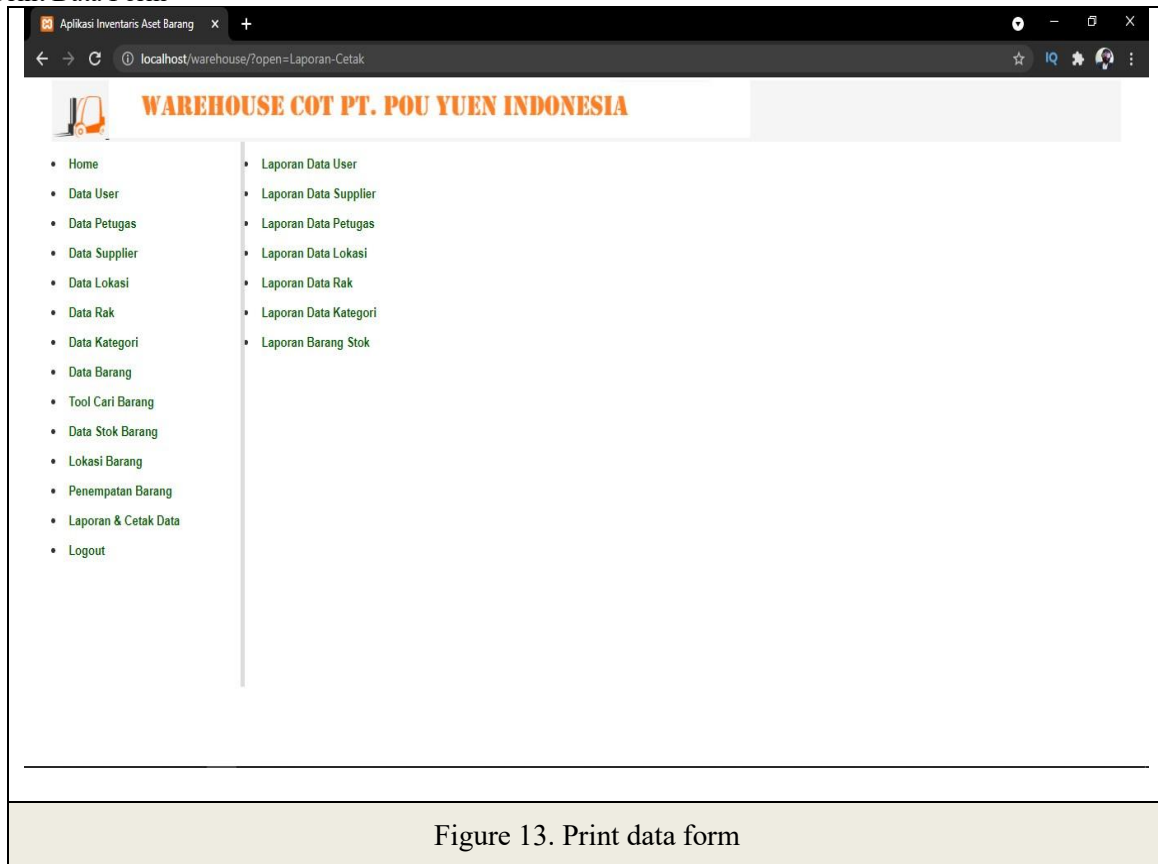 Aplikasi Inventaris Aset Barang
localhost/warehouse/?open=Laporan-Cetak
IQ
WAREHOUSE COT PT. POU YUEN INDONESIA
Home
Data User
Data Petugas
Data Supplier
Data Lokasi
Data Rak
Data Kategori
Data Barang
Tool Cari Barang
Data Stok Barang
Lokasi Barang
Penempatan Barang
Laporan & Cetak Data
Logout
Laporan Data User
Laporan Data Supplier
Laporan Data Petugas
Laporan Data Lokasi
Laporan Data Rak
Laporan Data Kategori
Laporan Barang Stok
Figure 13. Print data form